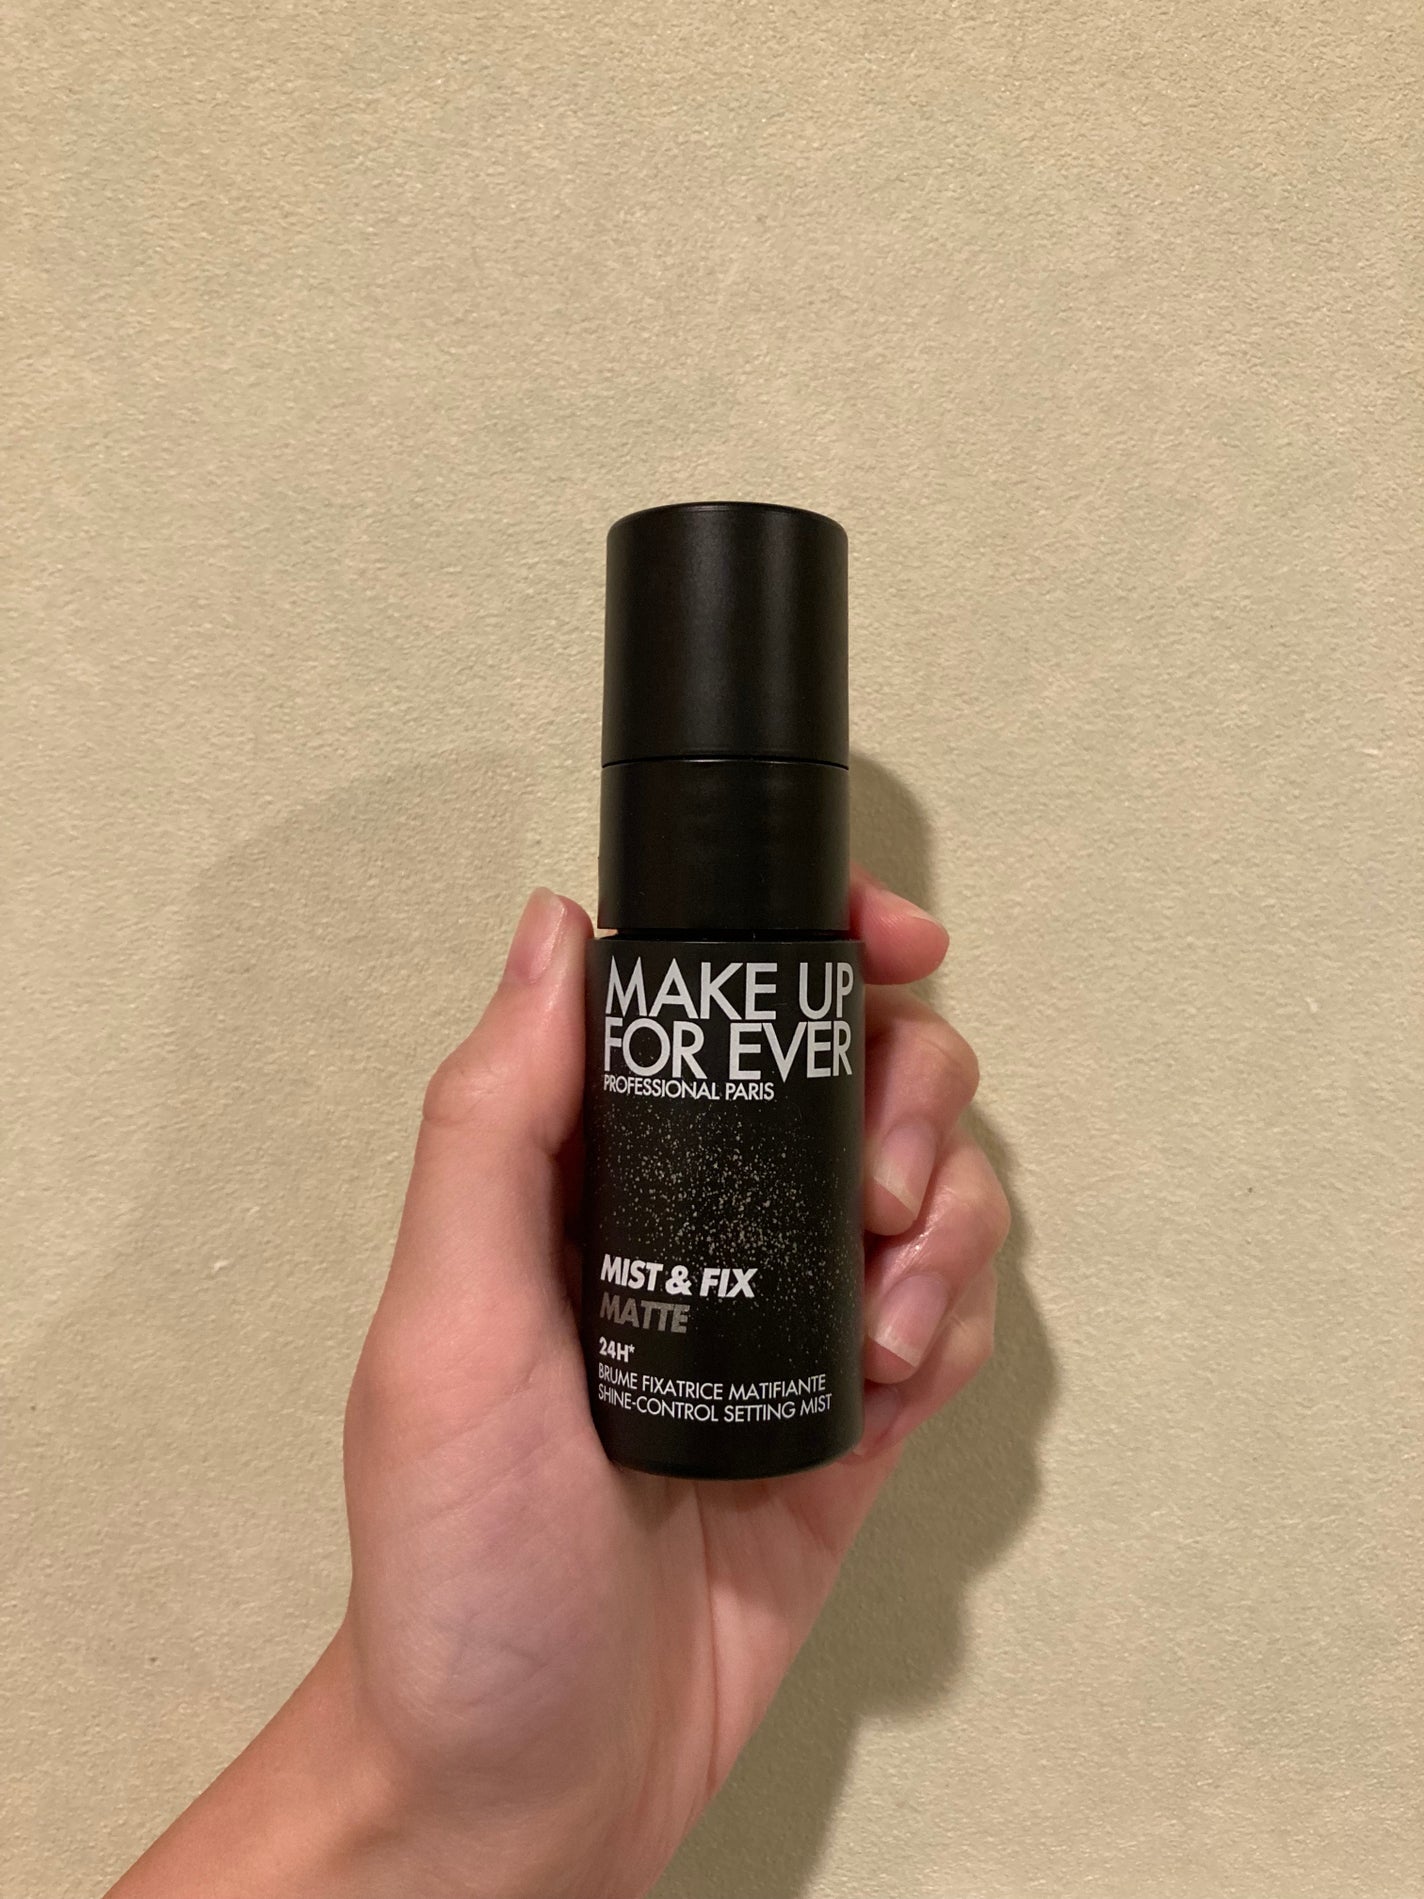 MAKE UP
FOR EVER
PROFESSIONAL PARIS
MIST & FIX
MATTE
24H*
BRUME FIXATRICE MATIFIANTE
SHINE-CONTROL SETTING MIST